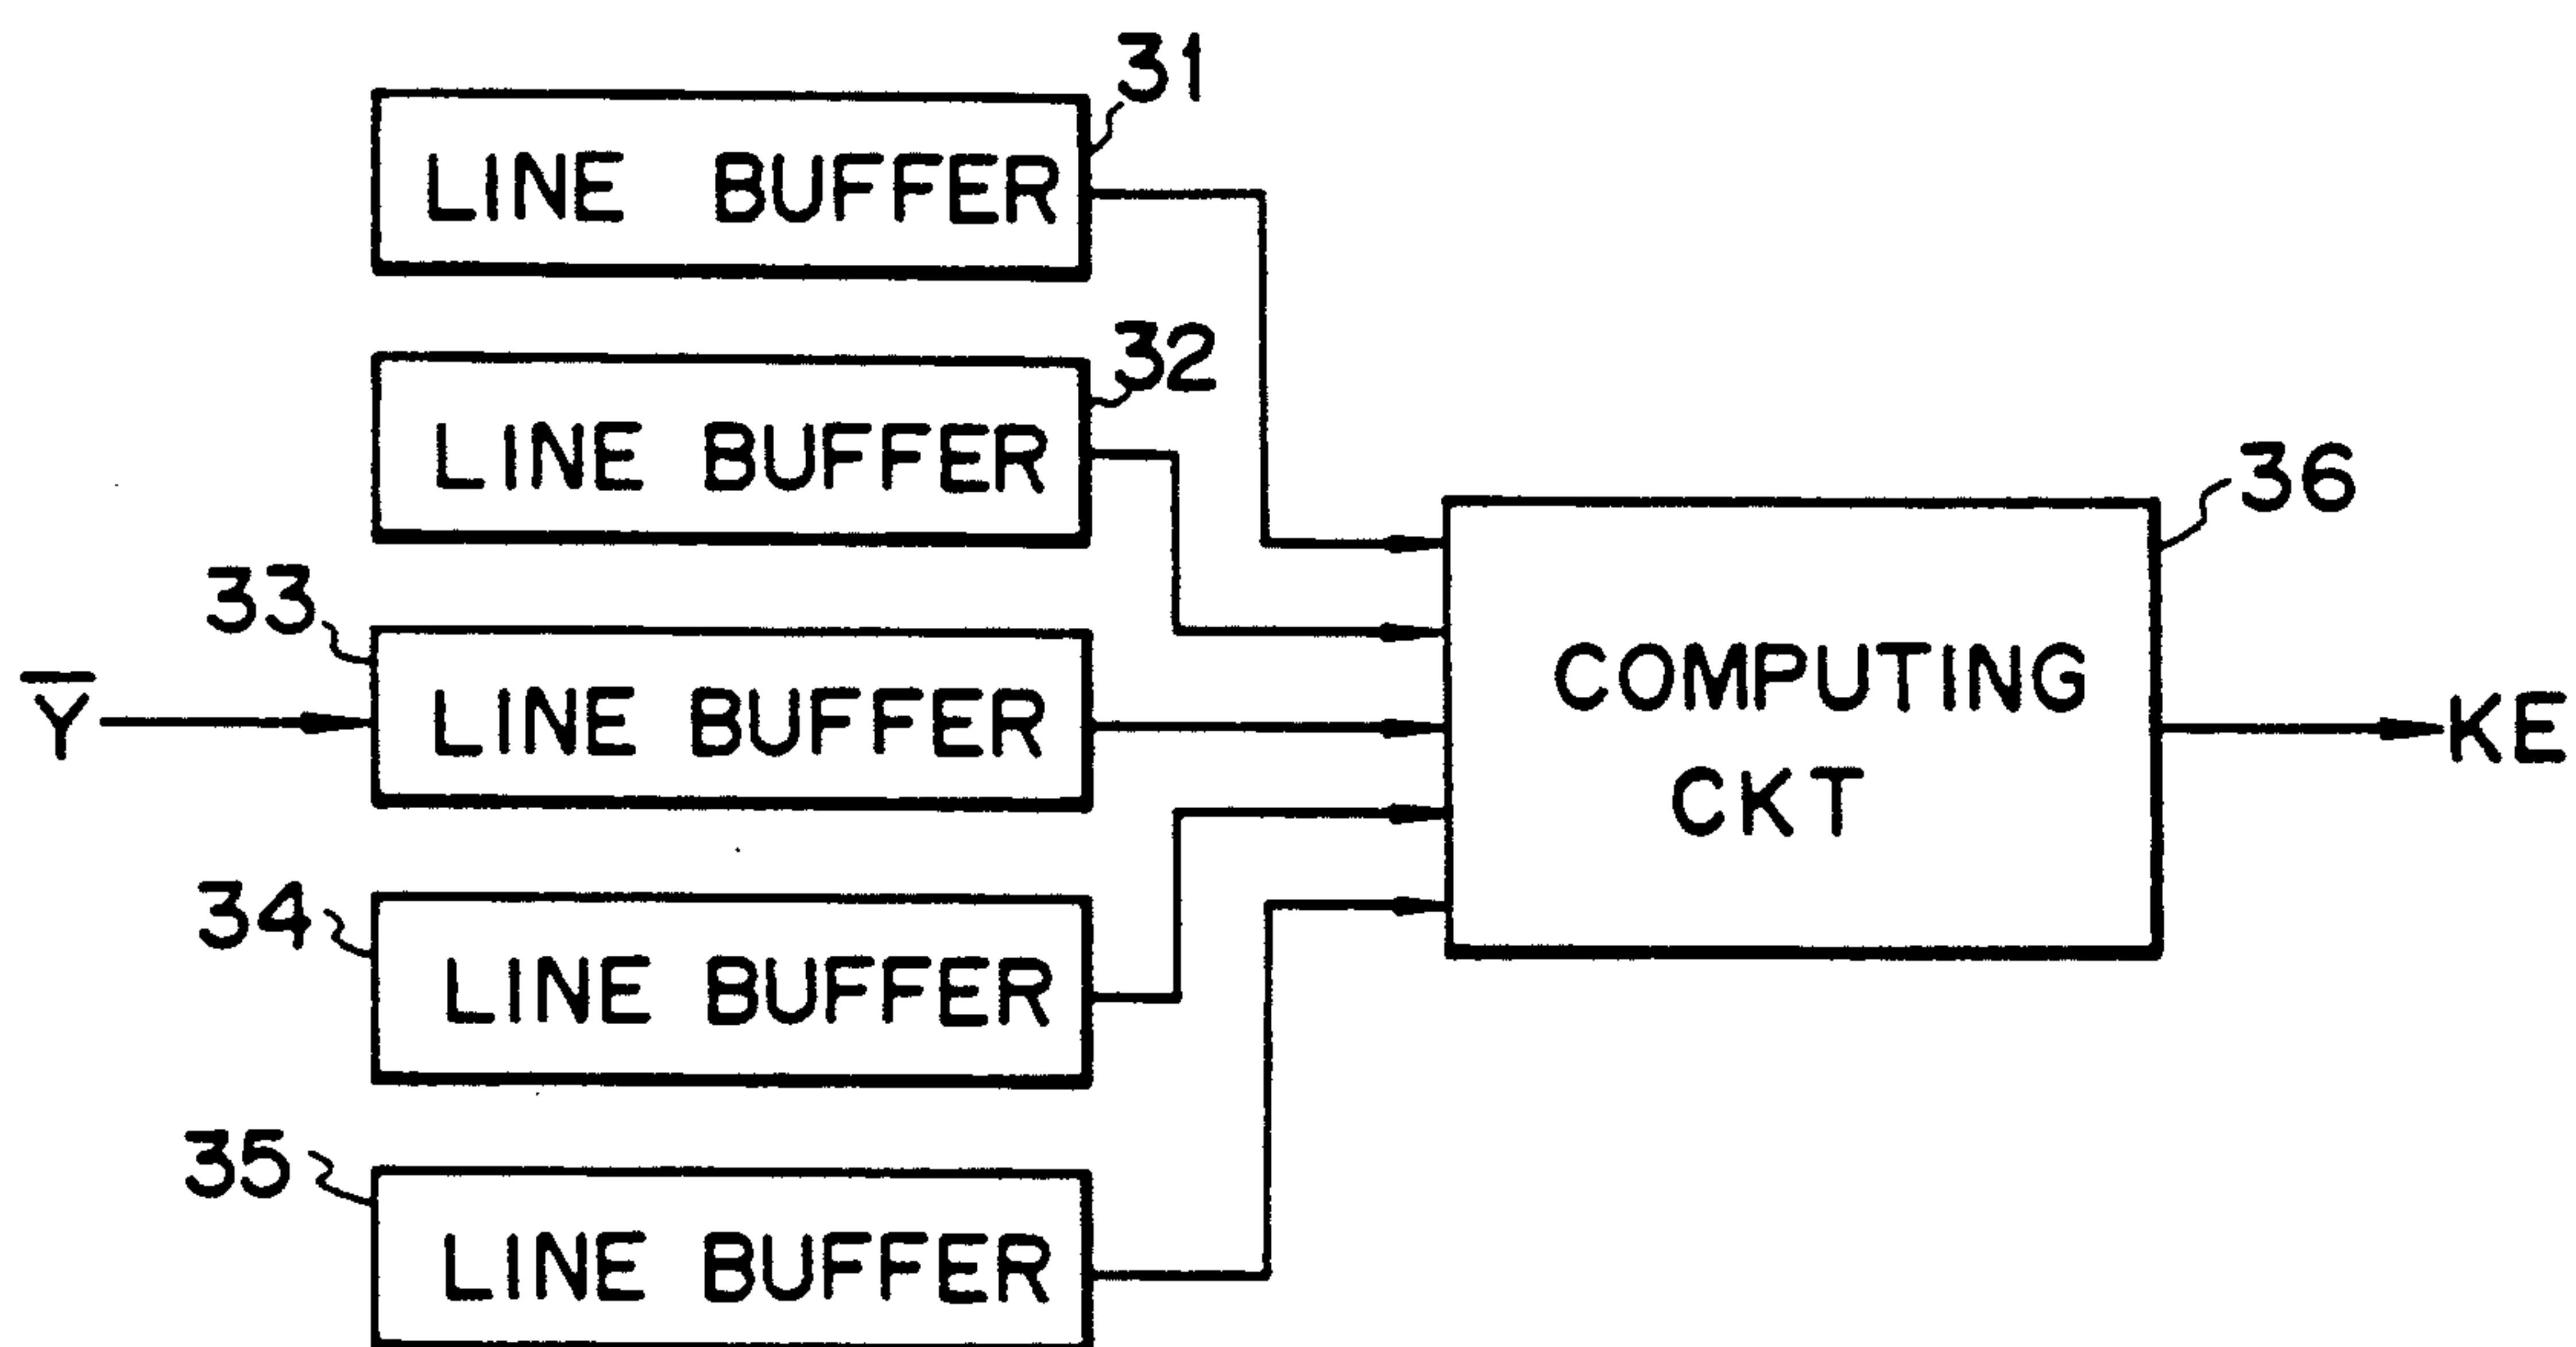 31
LINE BUFFER
32
LINE BUFFER
36
33
Y̅
LINE BUFFER
COMPUTING
CKT
KE
34
LINE BUFFER
35
LINE BUFFER